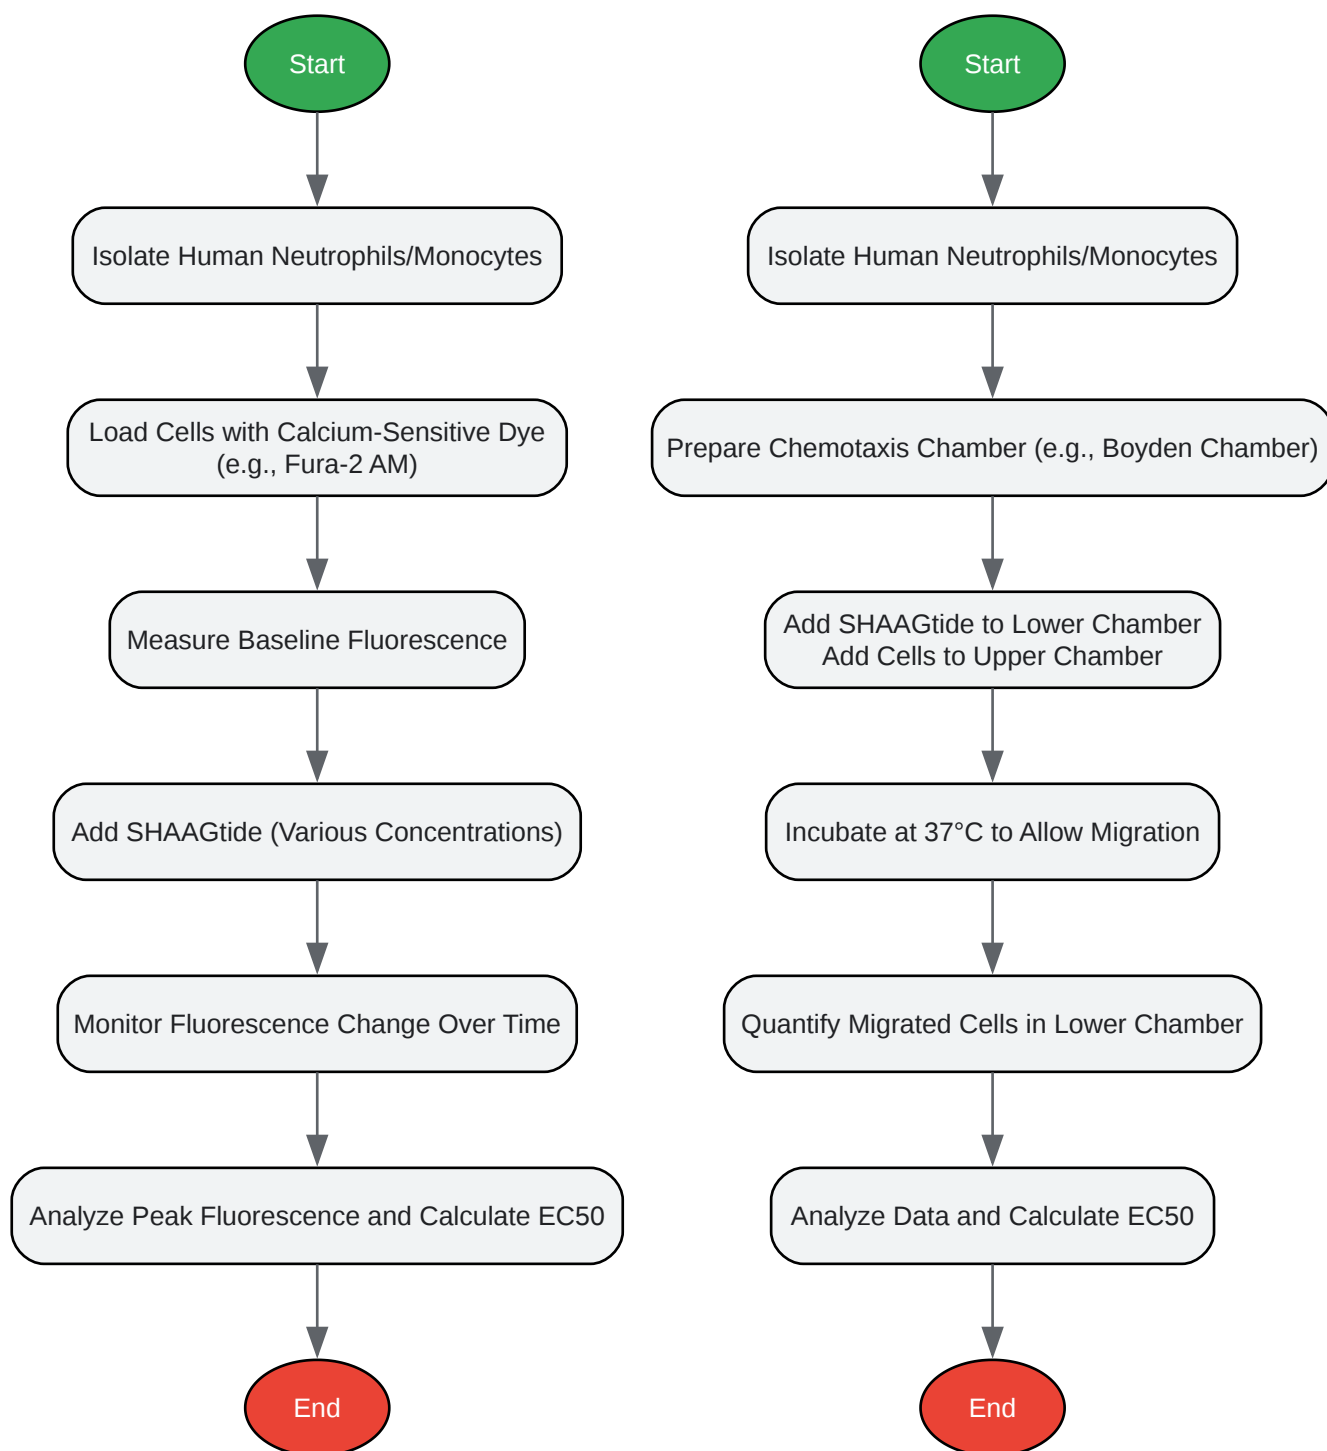 Start
Isolate Human Neutrophils/Monocytes
Load Cells with Calcium-Sensitive Dye
(e.g., Fura-2 AM)
Measure Baseline Fluorescence
Add SHAAGtide (Various Concentrations)
Monitor Fluorescence Change Over Time
Analyze Peak Fluorescence and Calculate EC50
End
Start
Isolate Human Neutrophils/Monocytes
Prepare Chemotaxis Chamber (e.g., Boyden Chamber)
Add SHAAGtide to Lower Chamber
Add Cells to Upper Chamber
Incubate at 37°C to Allow Migration
Quantify Migrated Cells in Lower Chamber
Analyze Data and Calculate EC50
End